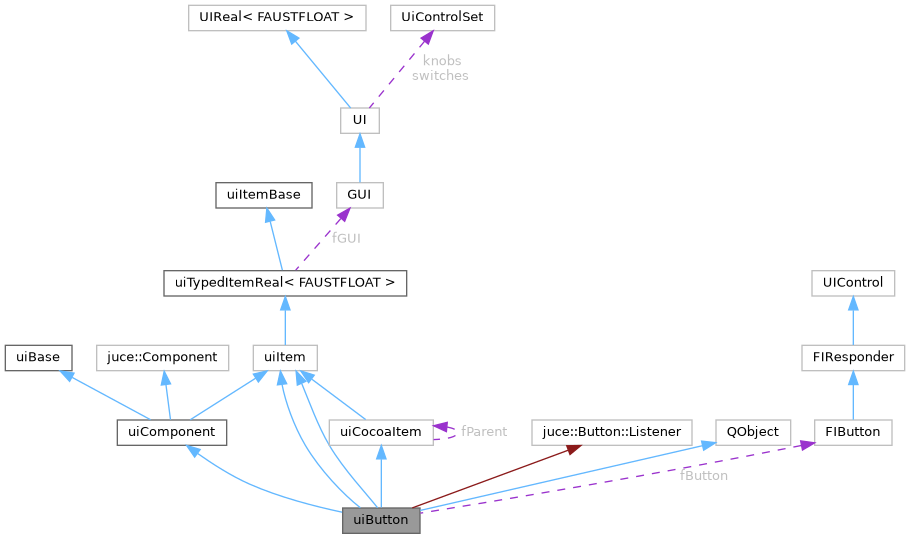 UIReal< FAUSTFLOAT >
UiControlSet
knobs
switches
UI
uiItemBase
GUI
fGUI
uiTypedItemReal< FAUSTFLOAT >
UIControl
uiBase
juce::Component
uiItem
FIResponder
uiComponent
uiCocoaItem
fParent
juce::Button::Listener
QObject
FIButton
fButton
uiButton